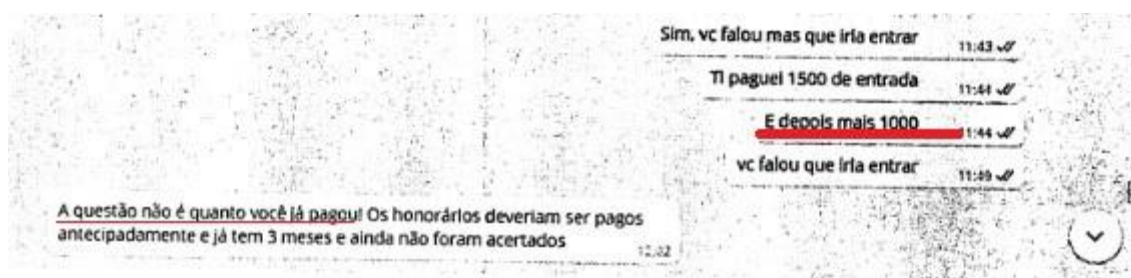 Sim, vc falou mas que iria entrar 11:43
Ti paguei 1500 de entrada 11:44
E depois mais 1000 1:44
vc falou que iria entrar 11:49
A questão não é quanto você já pagou! Os honorários deveriam ser pagos
antecipadamente e já tem 3 meses e ainda não foram acertados